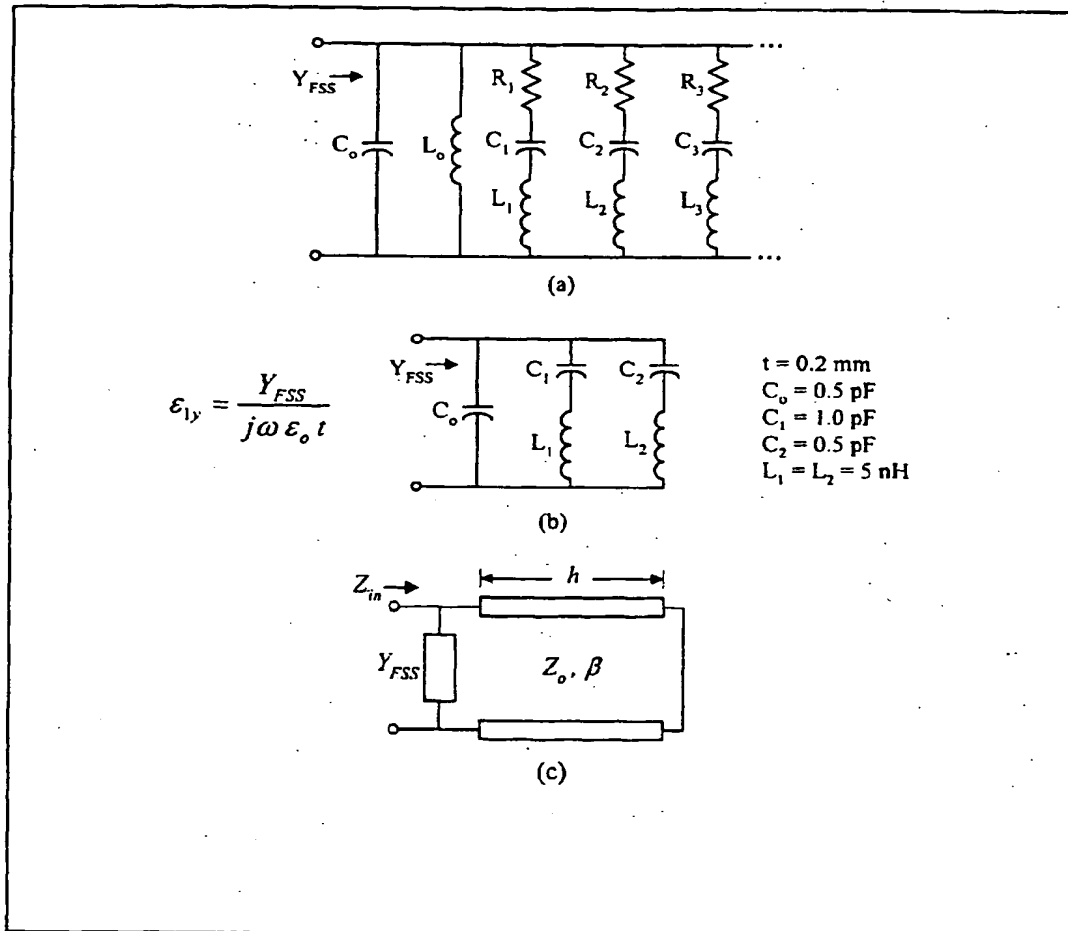 Y_FSS → C_o L_o R_1 C_1 L_1 R_2 C_2 L_2 R_3 C_3 L_3 ...
...
(a)
ε_1y = Y_FSS / jω ε_o t
Y_FSS → C_o C_1 L_1 C_2 L_2
t = 0.2 mm
C_o = 0.5 pF
C_1 = 1.0 pF
C_2 = 0.5 pF
L_1 = L_2 = 5 nH
(b)
Z_in → h
Y_FSS Z_o, β
(c)